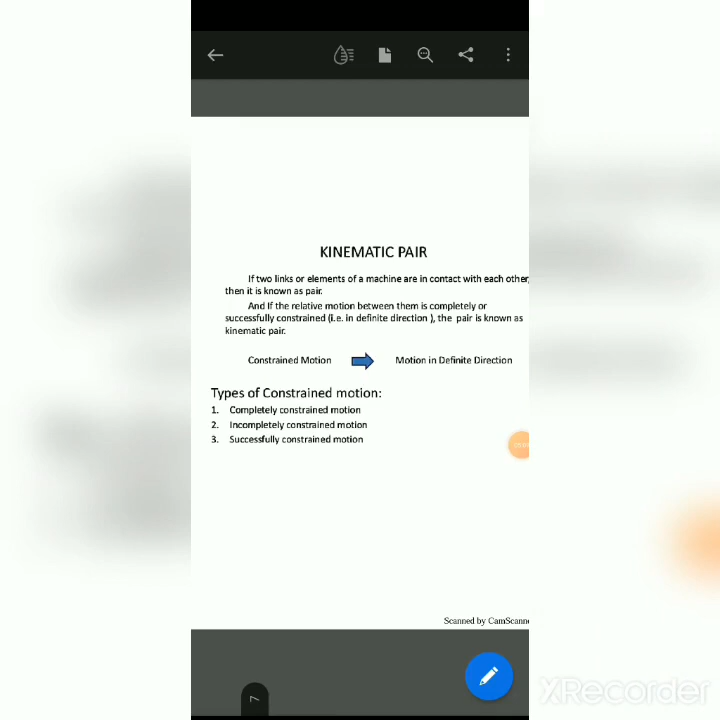 KINEMATIC PAIR
If two links or elements of a machine are in contact with each other,
then it is known as pair.
And If the relative motion between them is completely or
successfully constrained (i.e. in definite direction ), the pair is known as
kinematic pair.
Constrained Motion
Motion in Definite Direction
Types of Constrained motion:
1. Completely constrained motion
2. Incompletely constrained motion
3. Successfully constrained motion
Scanned by CamScanne
7
XRecorder